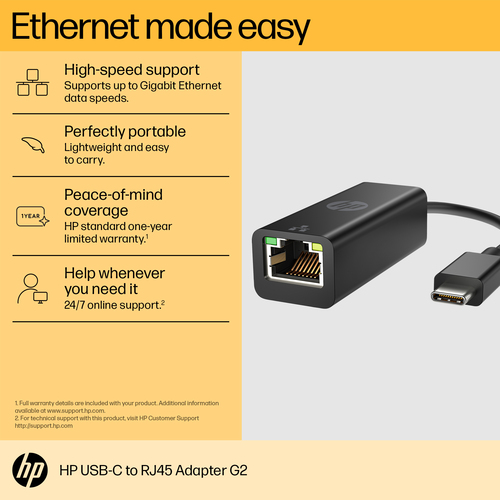 Ethernet made easy
High-speed support
Supports up to Gigabit Ethernet
data speeds.
Perfectly portable
Lightweight and easy
to carry.
1YEAR
Peace-of-mind
coverage
HP standard one-year
limited warranty.1
Help whenever
you need it
24/7 online support.2
1. Full warranty details are included with your product. Additional information
available at www.support.hp.com.
2. For technical support with this product, visit HP Customer Support
http://support.hp.com
hp
hp
HP USB-C to RJ45 Adapter G2